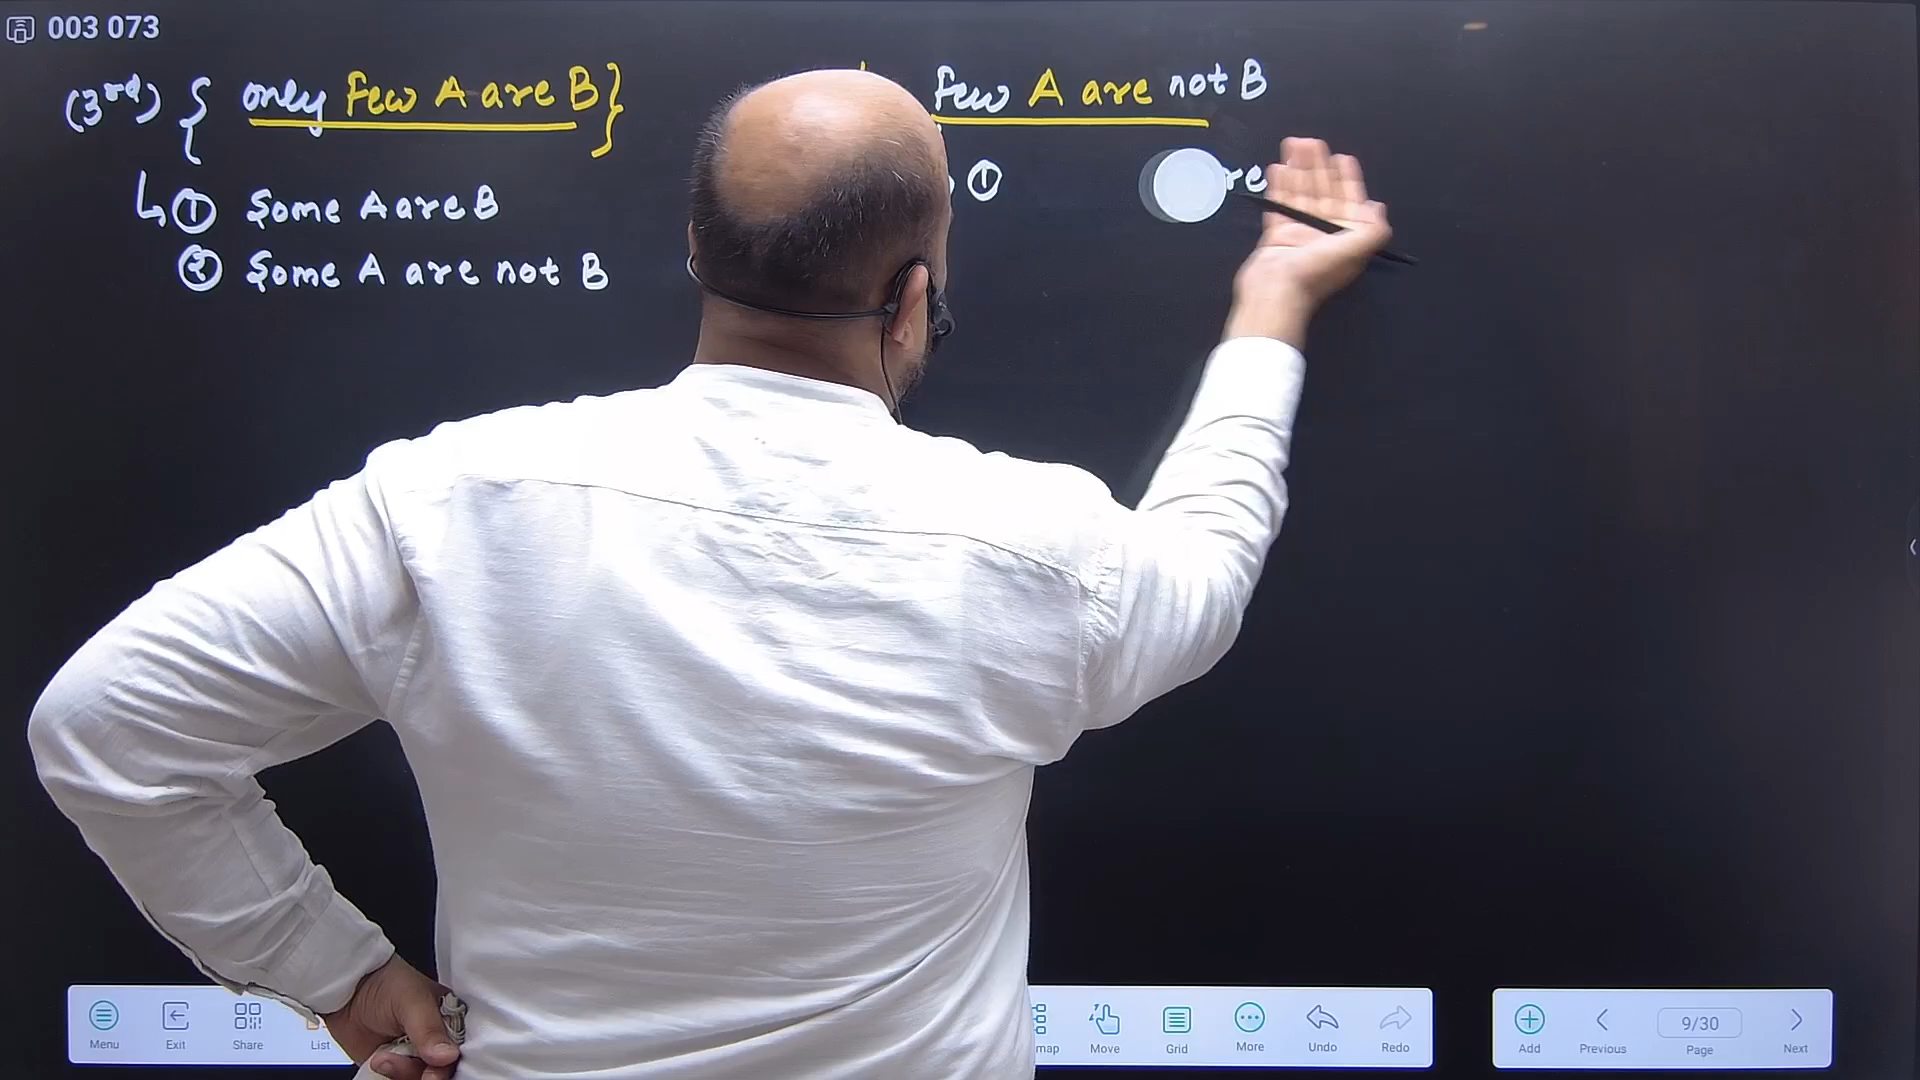 003 073
(3rd) { only Few A are B}
Few A are not B
↳ ① Some A are B
② Some A are not B
①
Menu
Exit
Share
List
map
Move
Grid
More
Undo
Redo
Add
Previous
9/30
Page
Next